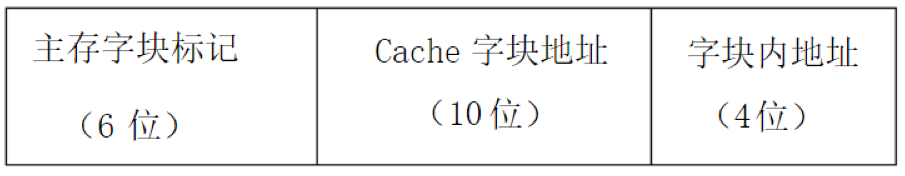 主存字块标记
（6 位）
Cache 字块地址
（10 位）
字块内地址
（4位）